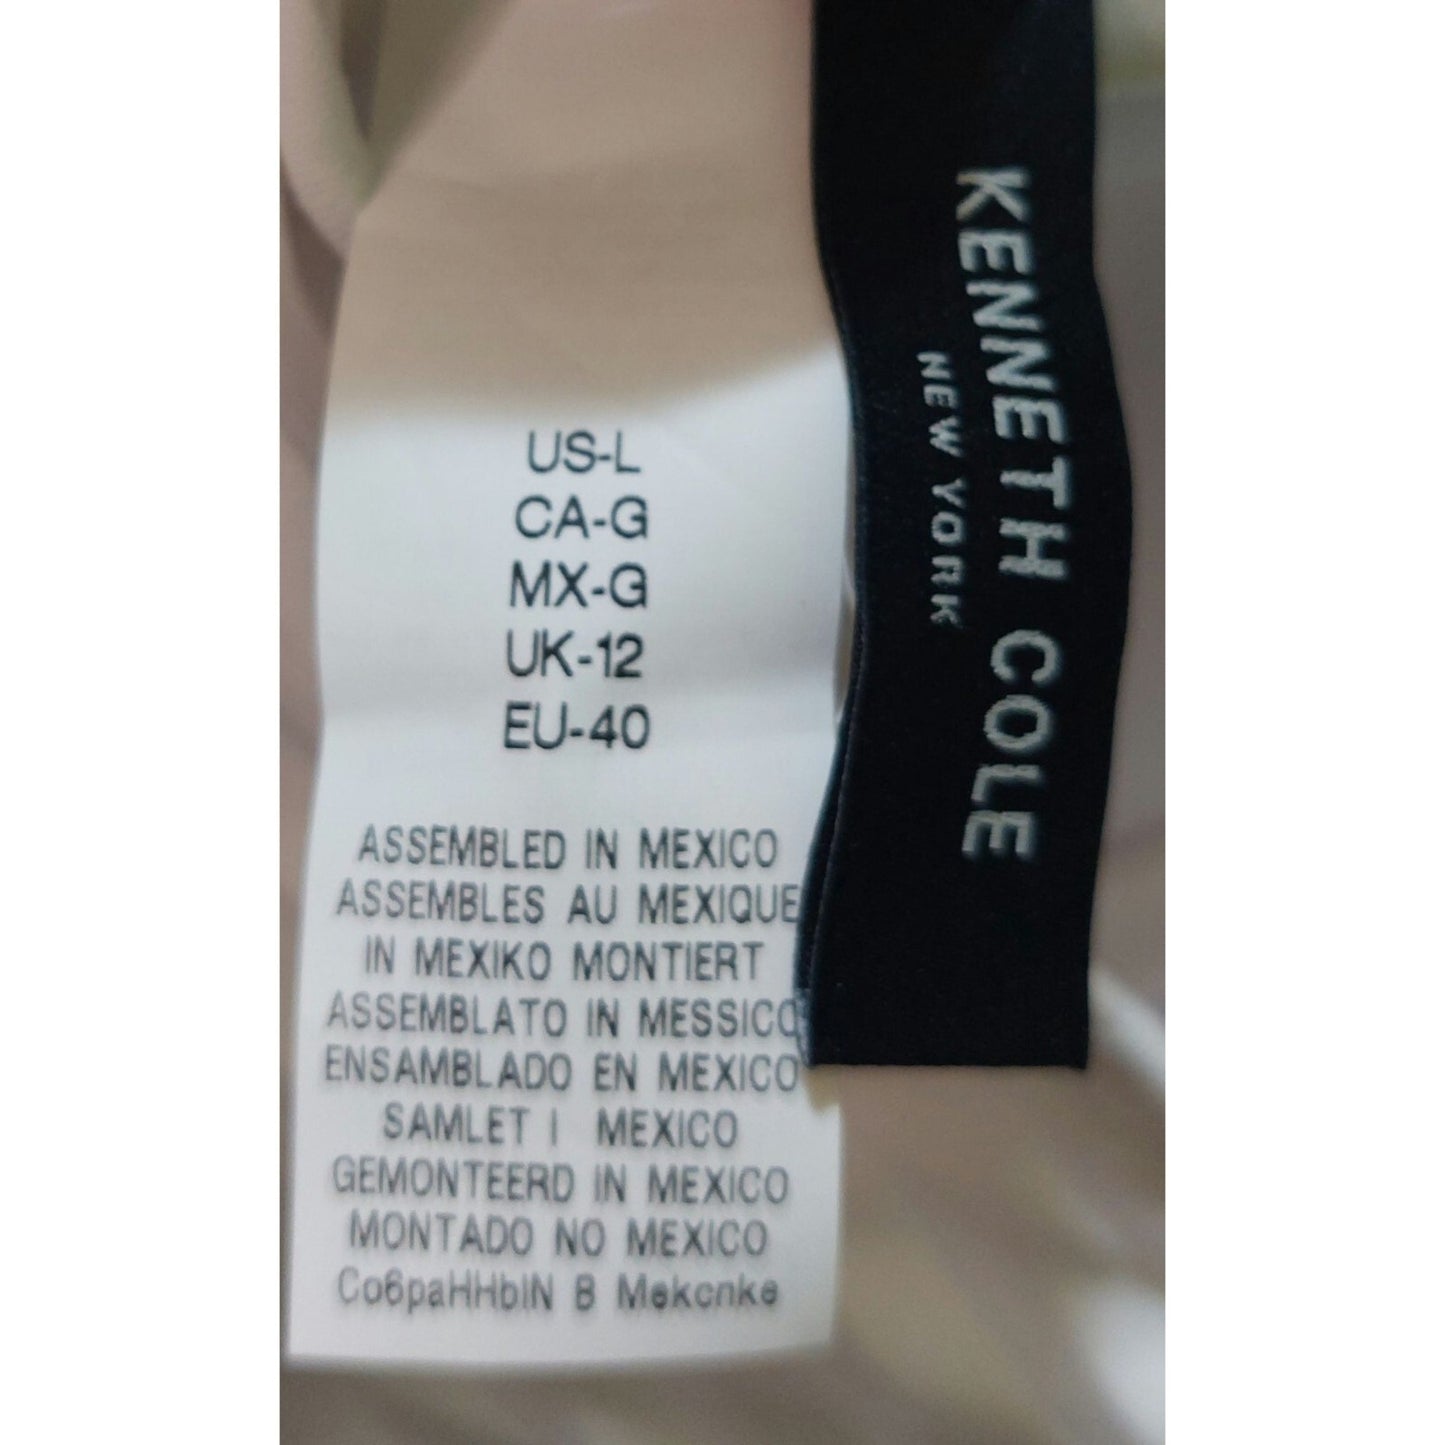 KENNETH COLE
NEW YORK
US-L
CA-G
MX-G
UK-12
EU-40
ASSEMBLED IN MEXICO
ASSEMBLES AU MEXIQUE
IN MEXIKO MONTIERT
ASSEMBLATO IN MESSICO
ENSAMBLADO EN MEXICO
SAMLET I MEXICO
GEMONTEERD IN MEXICO
MONTADO NO MEXICO
Co6paHHbIN B Mekcnke